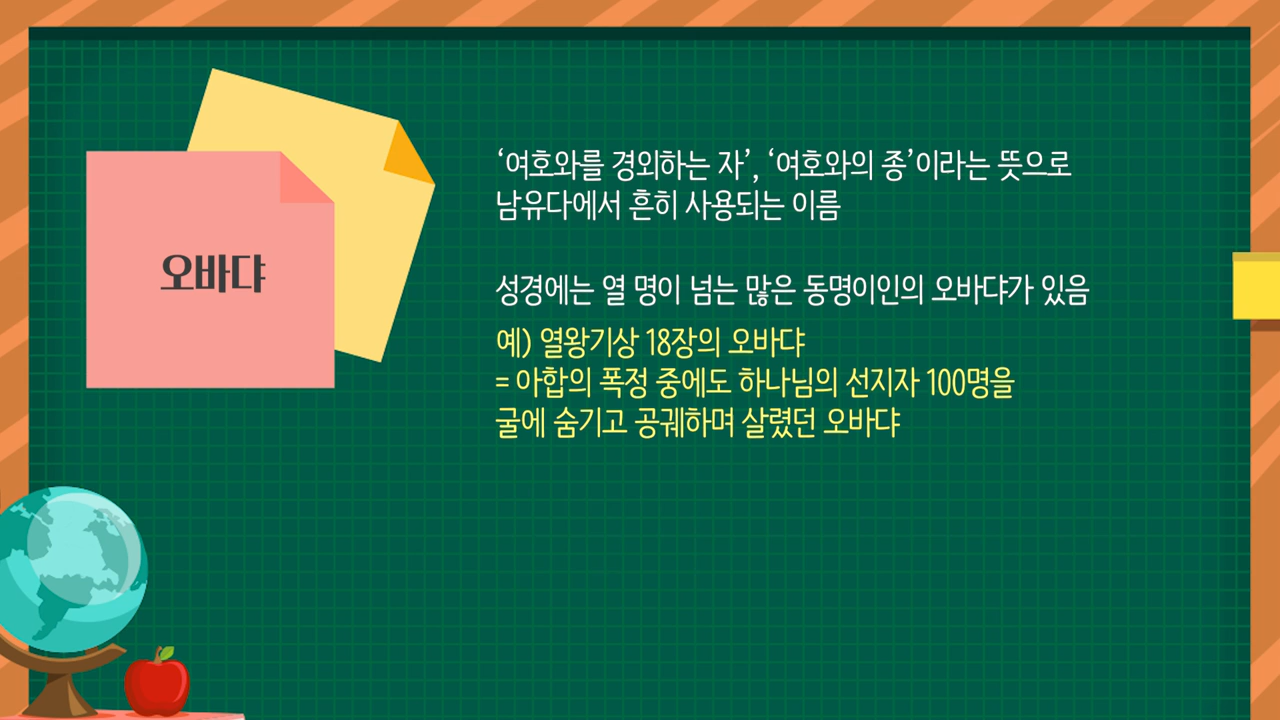 오바댜
‘여호와를 경외하는 자’, ‘여호와의 종’이라는 뜻으로
남유다에서 흔히 사용되는 이름
성경에는 열 명이 넘는 많은 동명이인의 오바댜가 있음
예) 열왕기상 18장의 오바댜
= 아합의 폭정 중에도 하나님의 선지자 100명을
굴에 숨기고 공궤하며 살렸던 오바댜